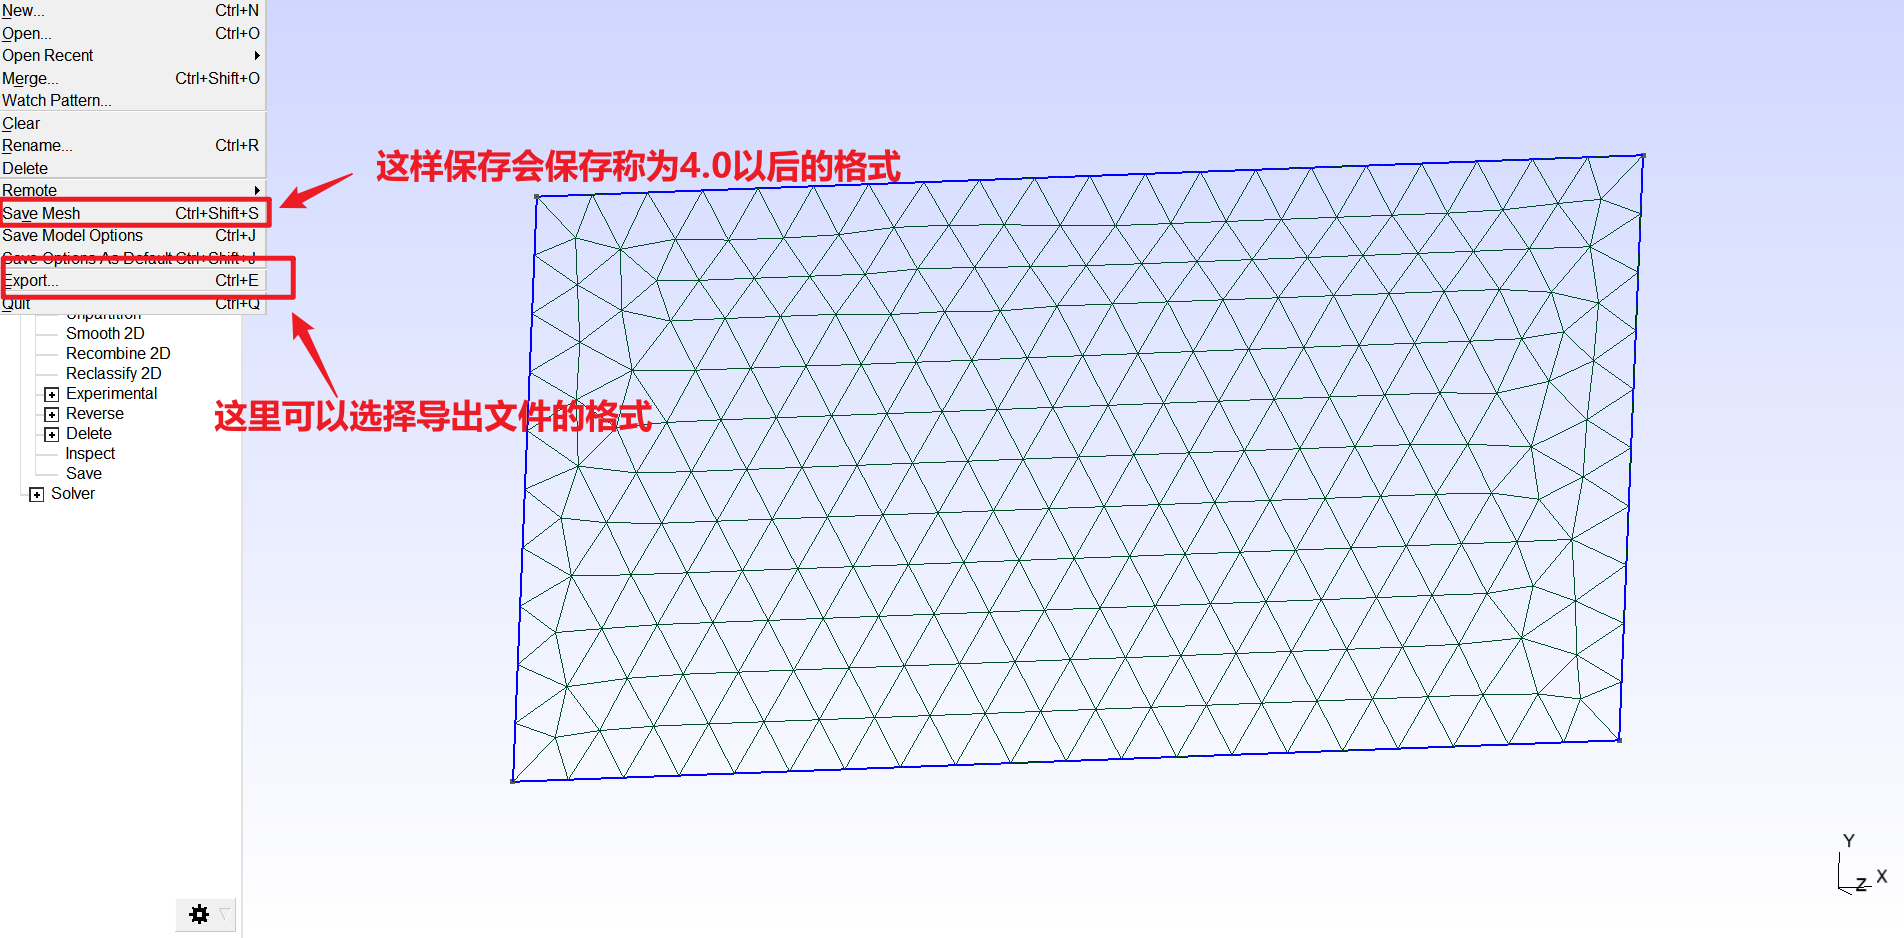 New... Ctrl+N
Open... Ctrl+O
Open Recent
Merge... Ctrl+Shift+O
Watch Pattern...
Clear
Rename... Ctrl+R
Delete
Remote
Save Mesh Ctrl+Shift+S
Save Model Options Ctrl+J
Save Options As Default Ctrl+Shift+J
Export... Ctrl+E
Quit Ctrl+Q
这样保存会保存称为4.0以后的格式
这里可以选择导出文件的格式
Unpartition
Smooth 2D
Recombine 2D
Reclassify 2D
Experimental
Reverse
Delete
Inspect
Save
Solver
Y
Z
X